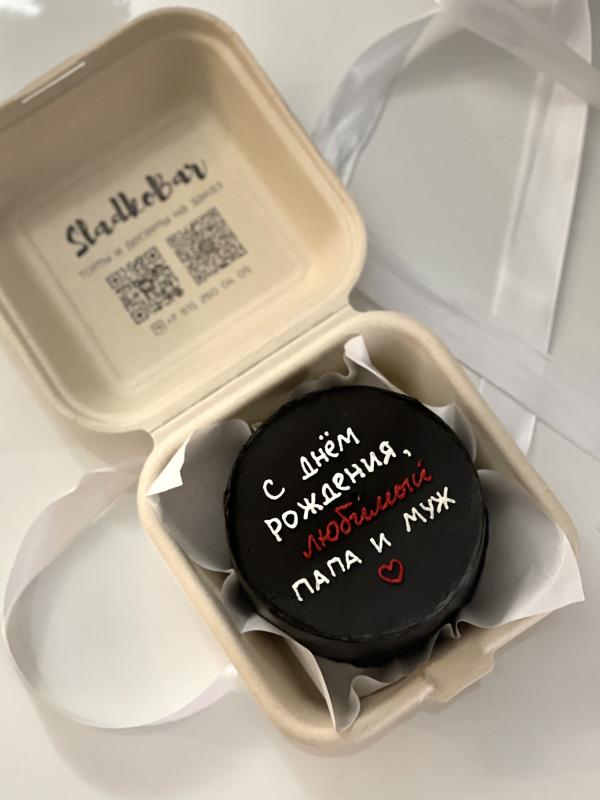 SladkoBar
ТОРТЫ И ДЕСЕРТЫ НА ЗАКАЗ
С ДНЁМ
РОЖДЕНИЯ,
любимый
ПАПА И МУЖ